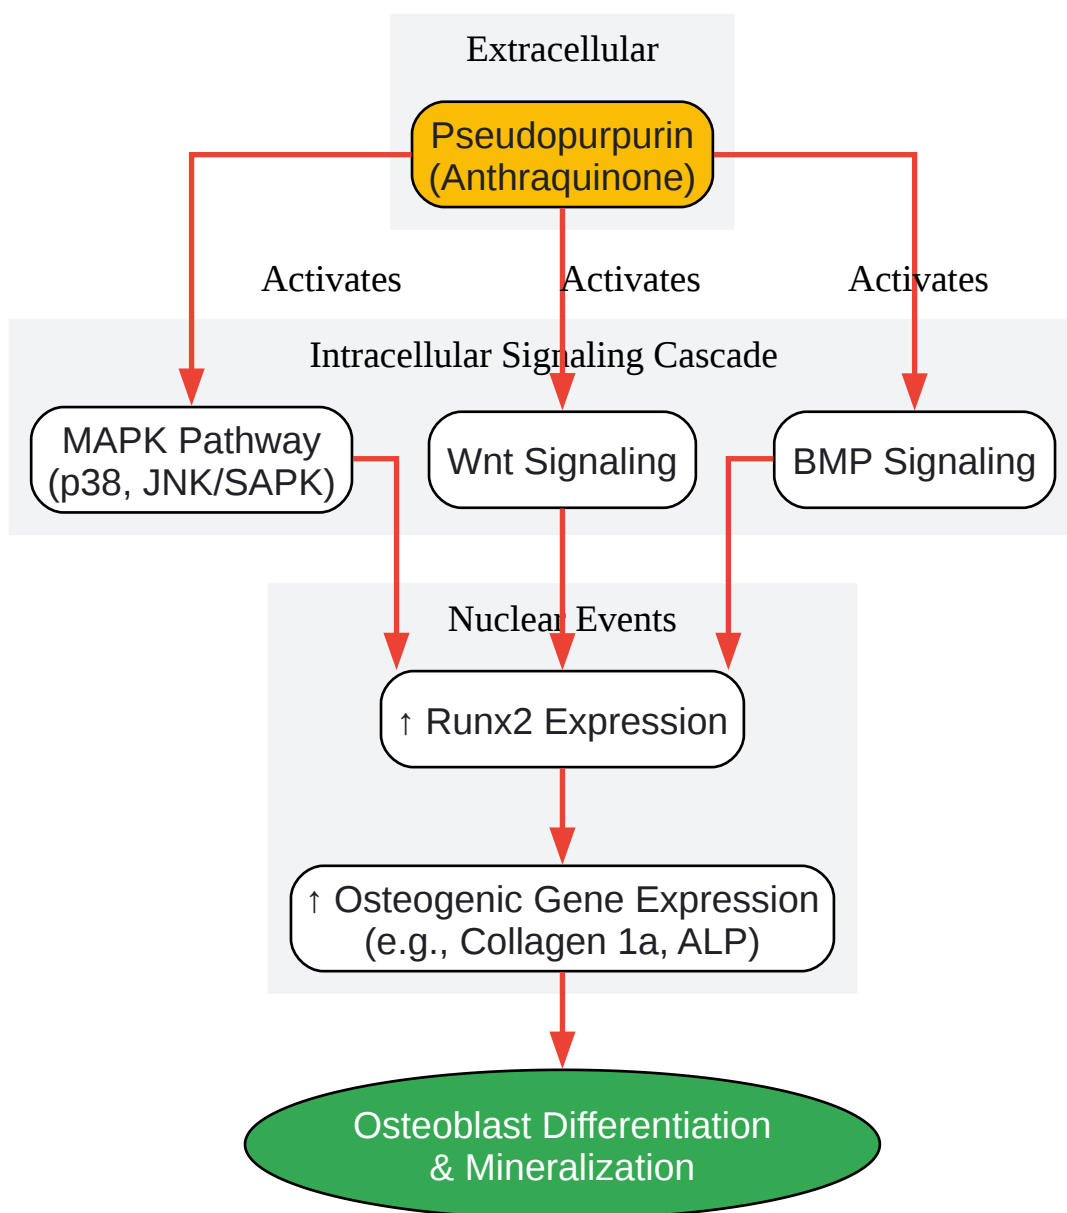 Extracellular
Pseudopurpurin
(Anthraquinone)
Activates
Activates
Activates
Intracellular Signaling Cascade
MAPK Pathway
(p38, JNK/SAPK)
Wnt Signaling
BMP Signaling
Nuclear Events
↑ Runx2 Expression
↑ Osteogenic Gene Expression
(e.g., Collagen 1a, ALP)
Osteoblast Differentiation
& Mineralization